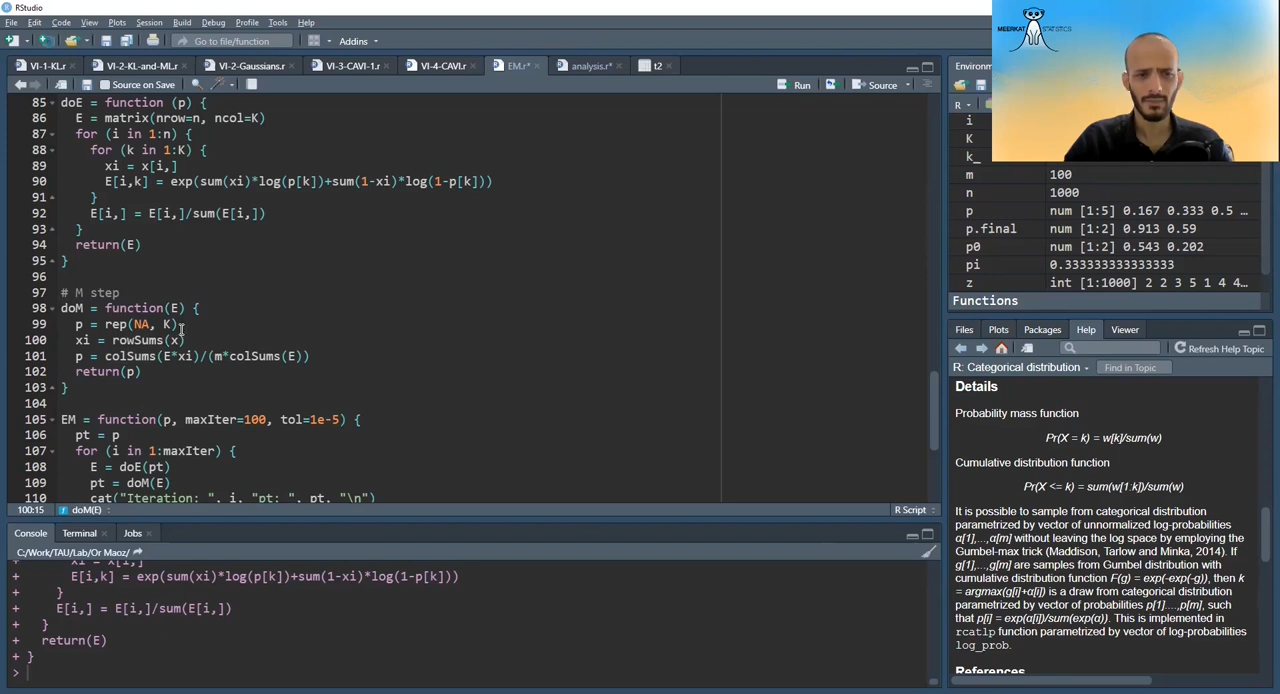 RStudio
File Edit Code View Plots Session Build Debug Profile Tools Help
Go to file/function Addins
VI-1-KL.r VI-2-KL-and-ML.r VI-2-Gaussians.r VI-3-CAVI-1.r VI-4-CAVI.r EM.r* analysis.r* t2
Source on Save Run Source
85 doE = function (p) {
86 E = matrix(nrow=n, ncol=K)
87 for (i in 1:n) {
88 for (k in 1:K) {
89 xi = x[i,]
90 E[i,k] = exp(sum(xi)*log(p[k])+sum(1-xi)*log(1-p[k]))
91 }
92 E[i,] = E[i,]/sum(E[i,])
93 }
94 return(E)
95 }
96
97 # M step
98 doM = function(E) {
99 p = rep(NA, K)
100 xi = rowSums(x)
101 p = colSums(E*xi)/(m*colSums(E))
102 return(p)
103 }
104
105 EM = function(p, maxIter=100, tol=1e-5) {
106 pt = p
107 for (i in 1:maxIter) {
108 E = doE(pt)
109 pt = doM(E)
110 cat("Iteration: ", i, "pt: ", pt, "\n")
100:15 doM(E) R Script
Console Terminal Jobs
C:/Work/TAU/Lab/Or Maoz/
+ xi = x[i,]
+ E[i,k] = exp(sum(xi)*log(p[k])+sum(1-xi)*log(1-p[k]))
+ }
+ E[i,] = E[i,]/sum(E[i,])
+ }
+ return(E)
+ }
>
MEERKAT STATISTICS
Environment
R
i
K
k_
m 100
n 1000
p num [1:5] 0.167 0.333 0.5 ...
p.final num [1:2] 0.913 0.59
p0 num [1:2] 0.543 0.202
pi 0.333333333333333
z int [1:1000] 2 2 3 5 1 4 4…
Functions
Files Plots Packages Help Viewer
Refresh Help Topic
R: Categorical distribution Find in Topic
Details
Probability mass function
Pr(X = k) = w[k]/sum(w)
Cumulative distribution function
Pr(X <= k) = sum(w[1:k])/sum(w)
It is possible to sample from categorical distribution
parametrized by vector of unnormalized log-probabilities
α[1],...,α[m] without leaving the log space by employing the
Gumbel-max trick (Maddison, Tarlow and Minka, 2014). If
g[1],...,g[m] are samples from Gumbel distribution with
cumulative distribution function F(g) = exp(-exp(-g)), then k
= argmax{g[i]+α[i]} is a draw from categorical distribution
parametrized by vector of probabilities p[1],...,p[m], such
that p[i] = exp(α[i])/sum(exp(α)). This is implemented in
rcatlp function parametrized by vector of log-probabilities
log_prob.
References